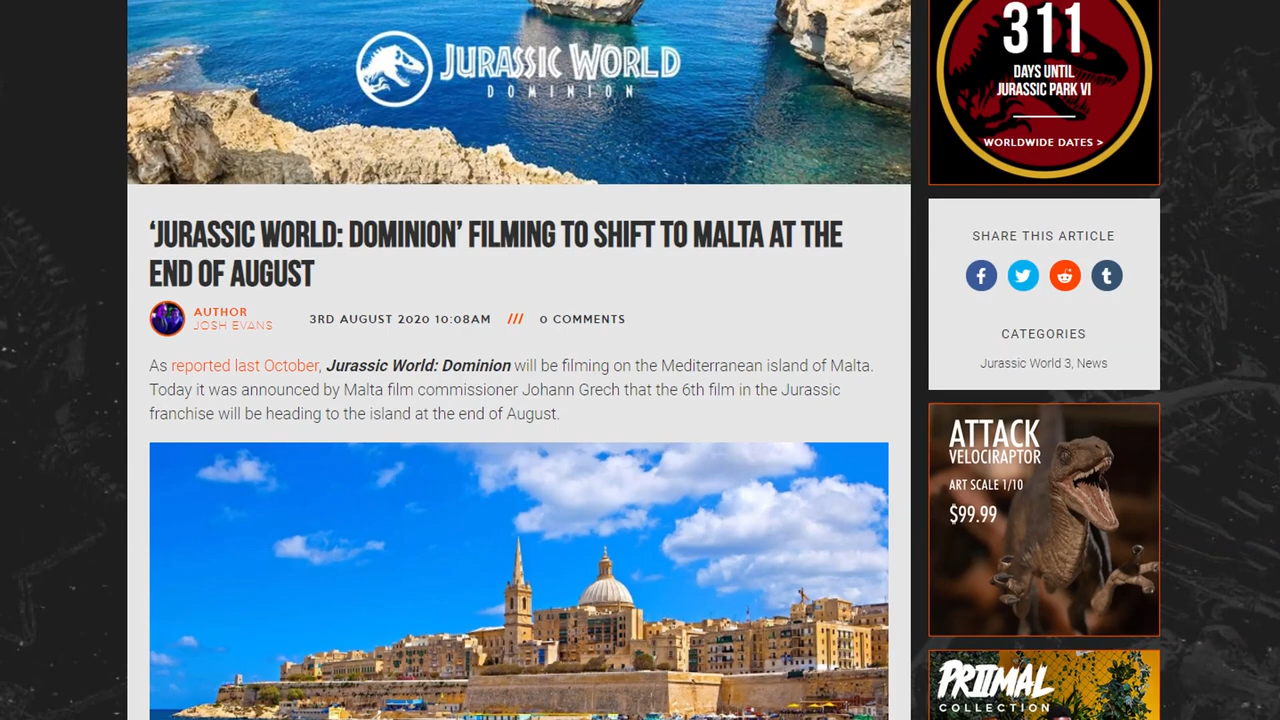 JURASSIC WORLD
DOMINION
‘JURASSIC WORLD: DOMINION’ FILMING TO SHIFT TO MALTA AT THE
END OF AUGUST
AUTHOR
JOSH EVANS
3RD AUGUST 2020 10:08AM /// 0 COMMENTS
As reported last October, Jurassic World: Dominion will be filming on the Mediterranean island of Malta.
Today it was announced by Malta film commissioner Johann Grech that the 6th film in the Jurassic
franchise will be heading to the island at the end of August.
311
DAYS UNTIL
JURASSIC PARK VI
WORLDWIDE DATES >
SHARE THIS ARTICLE
CATEGORIES
Jurassic World 3, News
ATTACK
VELOCIRAPTOR
ART SCALE 1/10
$99.99
PRIIMAL
COLLECTION